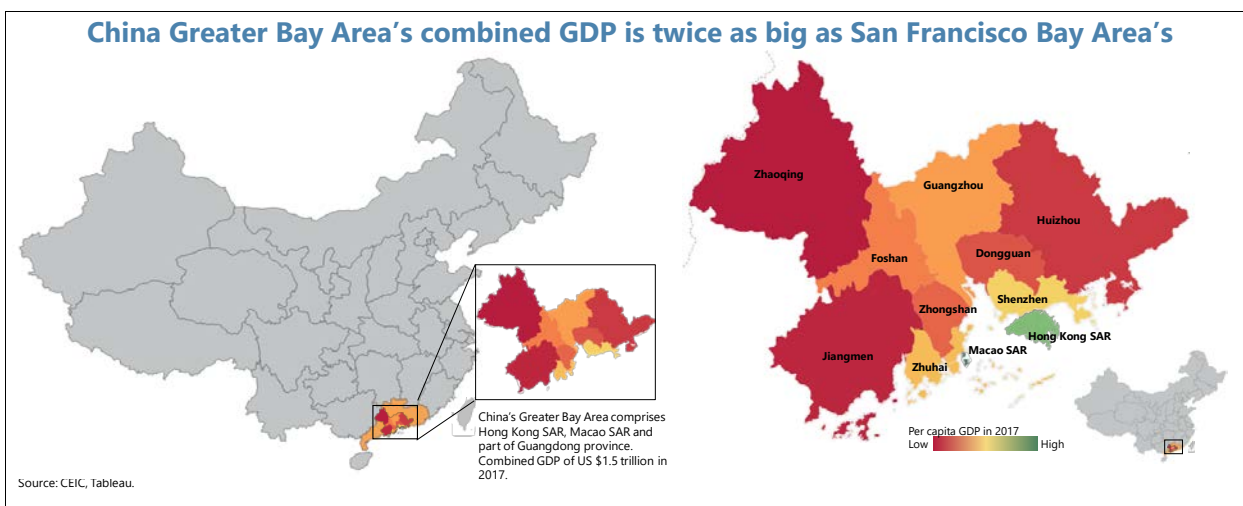 China Greater Bay Area’s combined GDP is twice as big as San Francisco Bay Area’s
China’s Greater Bay Area comprises
Hong Kong SAR, Macao SAR and
part of Guangdong province.
Combined GDP of US $1.5 trillion in
2017.
Source: CEIC, Tableau.
Zhaoqing
Guangzhou
Huizhou
Dongguan
Foshan
Shenzhen
Zhongshan
Hong Kong SAR
Macao SAR
Jiangmen
Zhuhai
Per capita GDP in 2017
Low High